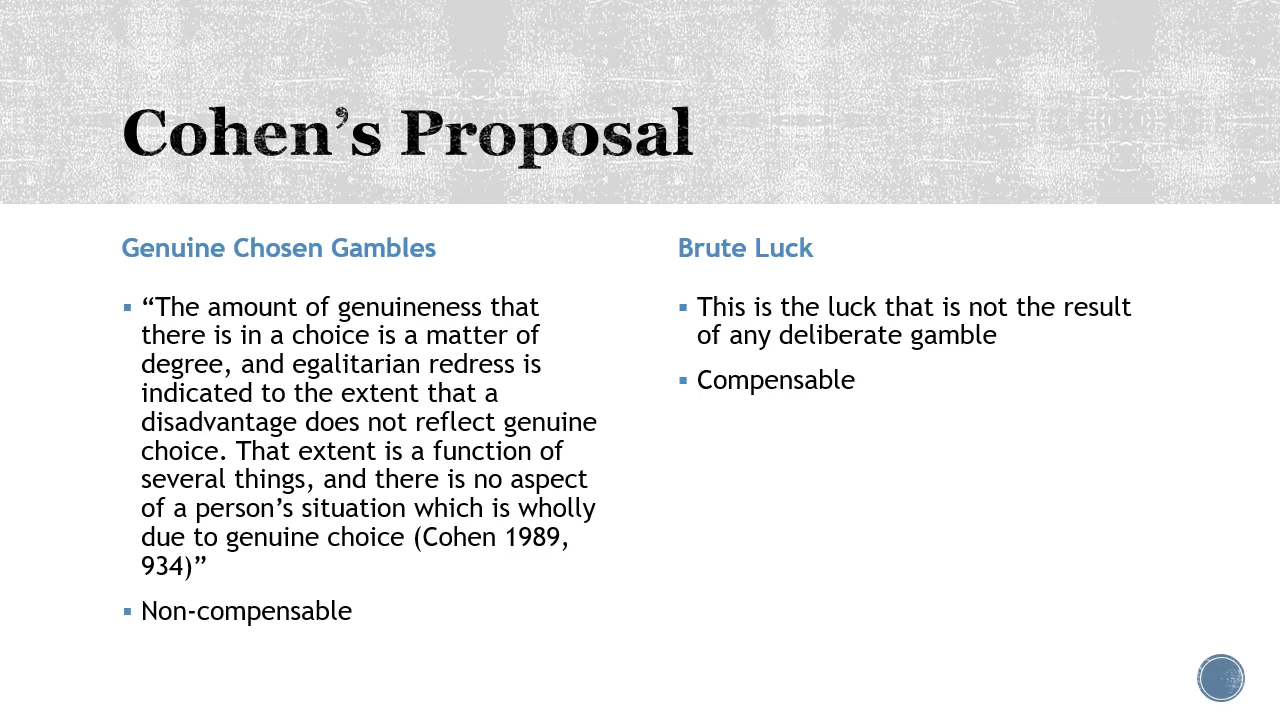 Cohen’s Proposal
Genuine Chosen Gambles
▪ “The amount of genuineness that
there is in a choice is a matter of
degree, and egalitarian redress is
indicated to the extent that a
disadvantage does not reflect genuine
choice. That extent is a function of
several things, and there is no aspect
of a person’s situation which is wholly
due to genuine choice (Cohen 1989,
934)”
▪ Non-compensable
Brute Luck
▪ This is the luck that is not the result
of any deliberate gamble
▪ Compensable